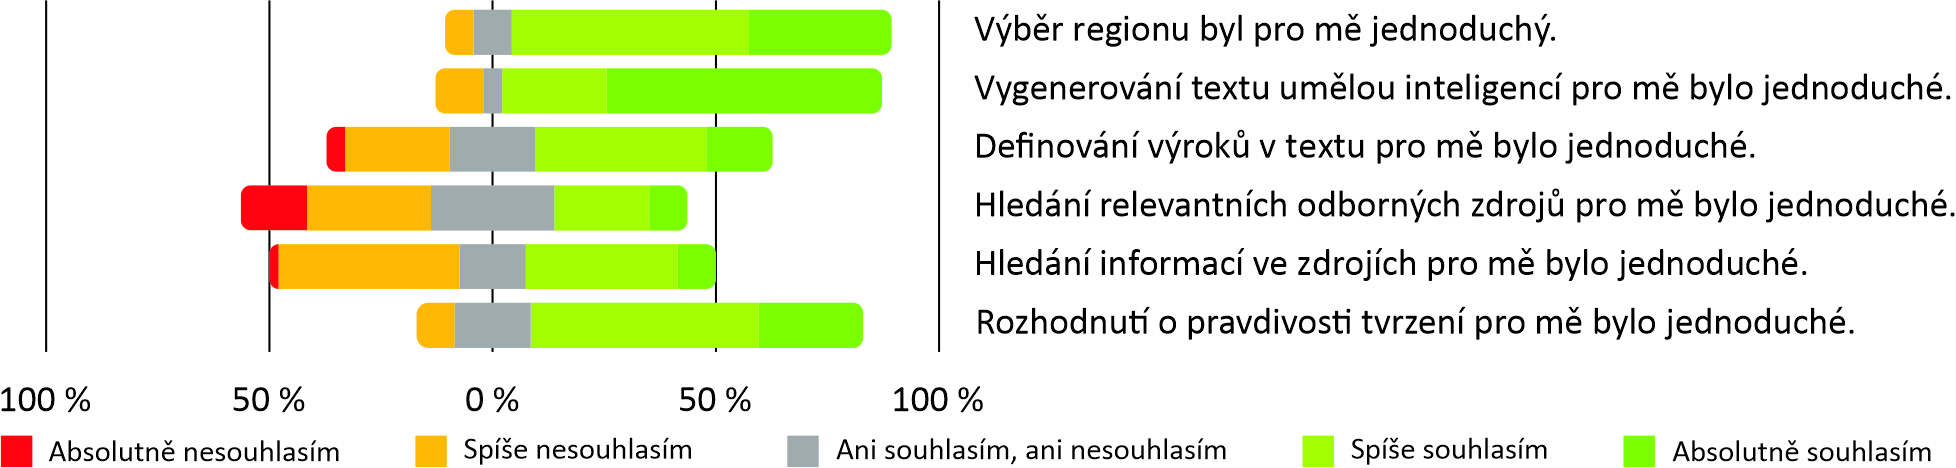 Výběr regionu byl pro mě jednoduchý.
Vygenerování textu umělou inteligencí pro mě bylo jednoduché.
Definování výroků v textu pro mě bylo jednoduché.
Hledání relevantních odborných zdrojů pro mě bylo jednoduché.
Hledání informací ve zdrojích pro mě bylo jednoduché.
Rozhodnutí o pravdivosti tvrzení pro mě bylo jednoduché.
100 % 50 % 0 % 50 % 100 %
Absolutně nesouhlasím Spíše nesouhlasím Ani souhlasím, ani nesouhlasím Spíše souhlasím Absolutně souhlasím